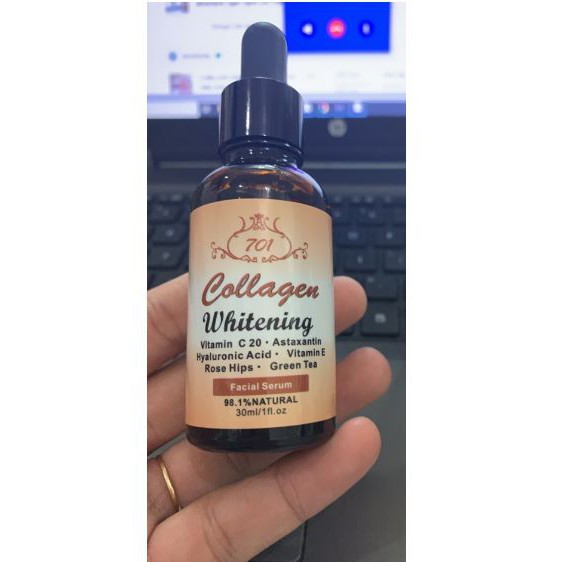 701
Collagen
Whitening
Vitamin C 20 • Astaxantin
Hyaluronic Acid • Vitamin E
Rose Hips • Green Tea
Facial Serum
98.1%NATURAL
30ml/1fl.oz